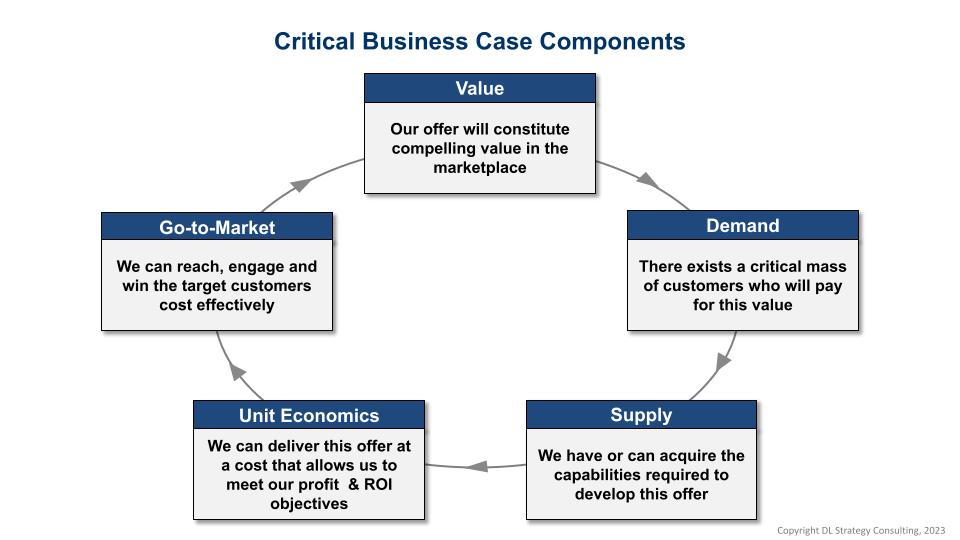 Critical Business Case Components
Value
Our offer will constitute
compelling value in the
marketplace
Go-to-Market
We can reach, engage and
win the target customers
cost effectively
Demand
There exists a critical mass
of customers who will pay
for this value
Unit Economics
We can deliver this offer at
a cost that allows us to
meet our profit  & ROI
objectives
Supply
We have or can acquire the
capabilities required to
develop this offer
Copyright DL Strategy Consulting, 2023